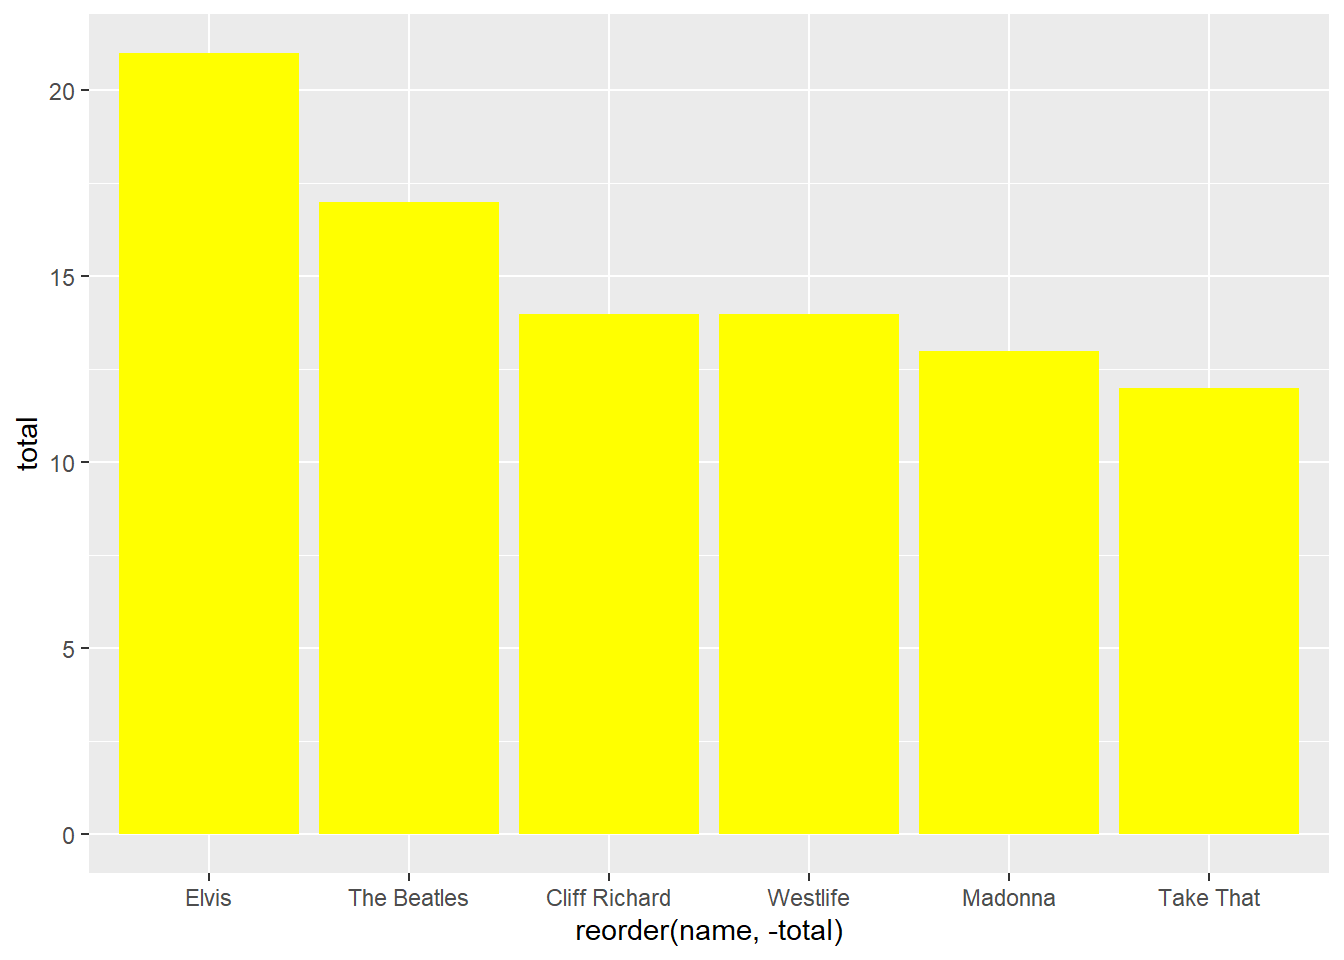 20
15
10
5
0
total
Elvis The Beatles Cliff Richard Westlife Madonna Take That
reorder(name, -total)